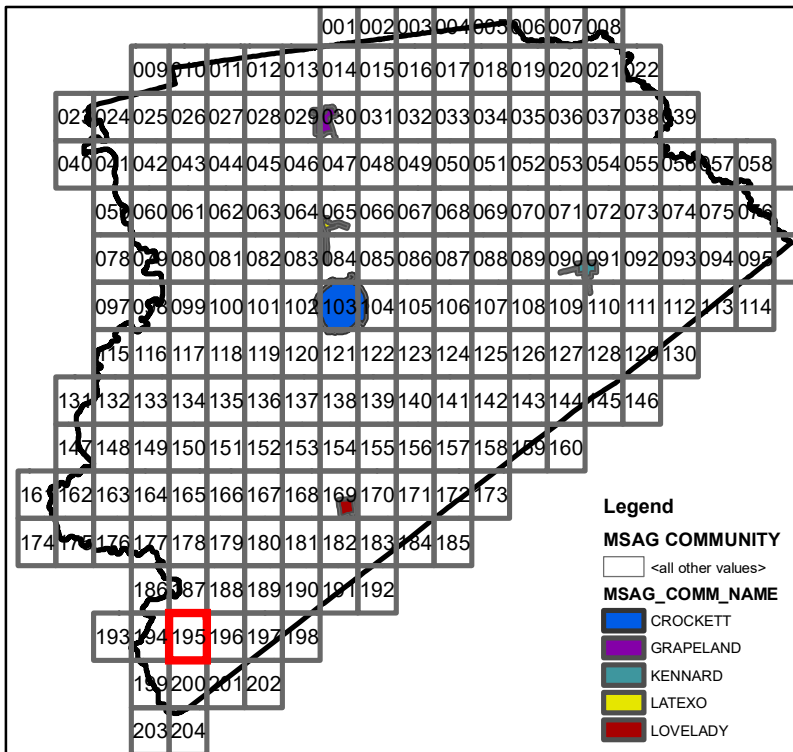 001 002 003 004 005 006 007 008
009 010 011 012 013 014 015 016 017 018 019 020 021 022
023 024 025 026 027 028 029 030 031 032 033 034 035 036 037 038 039
040 041 042 043 044 045 046 047 048 049 050 051 052 053 054 055 056 057 058
059 060 061 062 063 064 065 066 067 068 069 070 071 072 073 074 075 076
078 079 080 081 082 083 084 085 086 087 088 089 090 091 092 093 094 095
097 098 099 100 101 102 103 104 105 106 107 108 109 110 111 112 113 114
115 116 117 118 119 120 121 122 123 124 125 126 127 128 129 130
131 132 133 134 135 136 137 138 139 140 141 142 143 144 145 146
147 148 149 150 151 152 153 154 155 156 157 158 159 160
161 162 163 164 165 166 167 168 169 170 171 172 173
174 175 176 177 178 179 180 181 182 183 184 185
186 187 188 189 190 191 192
193 194 195 196 197 198
199 200 201 202
203 204
Legend
MSAG COMMUNITY
<all other values>
MSAG_COMM_NAME
CROCKETT
GRAPELAND
KENNARD
LATEXO
LOVELADY